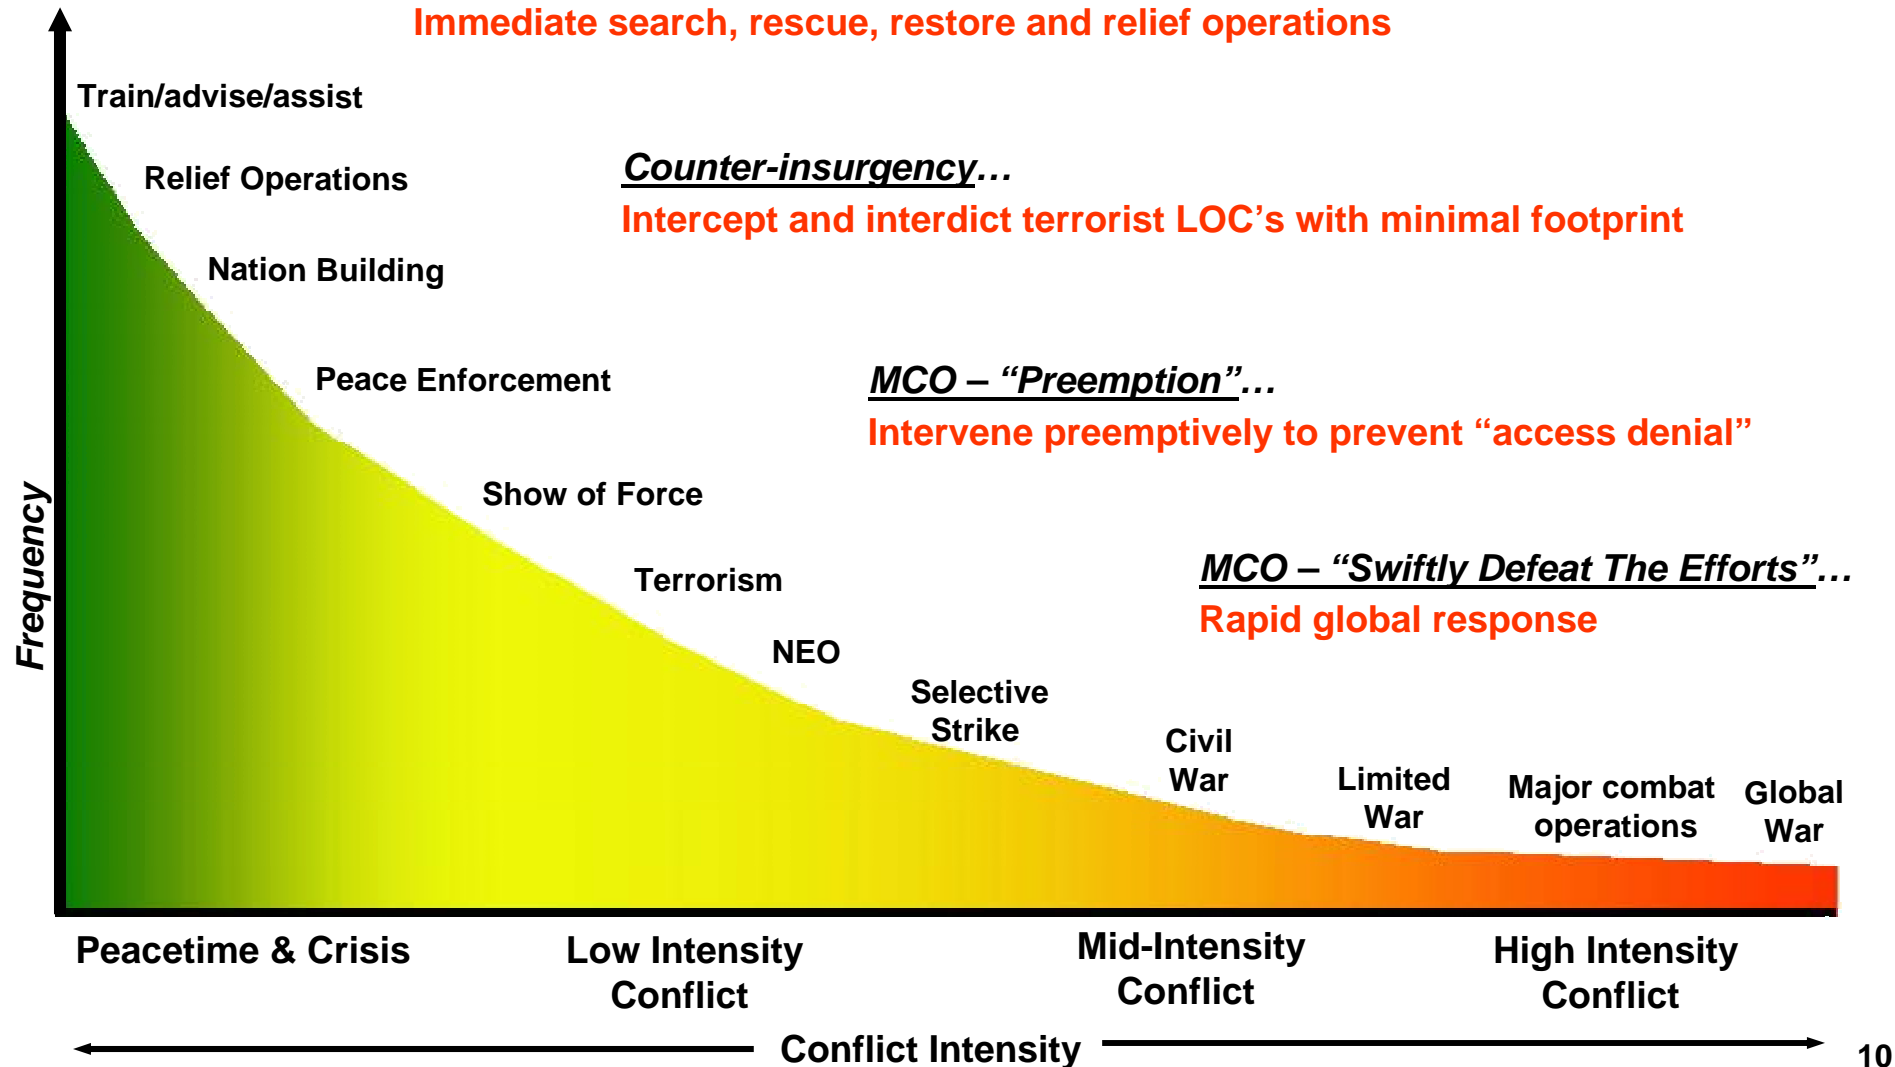 Immediate search, rescue, restore and relief operations
Train/advise/assist
Relief Operations
Counter-insurgency…
Intercept and interdict terrorist LOC’s with minimal footprint
Nation Building
Peace Enforcement
MCO – “Preemption”…
Intervene preemptively to prevent “access denial”
Show of Force
Frequency
Terrorism
MCO – “Swiftly Defeat The Efforts”…
Rapid global response
NEO
Selective
Strike
Civil
War
Limited
War
Major combat
operations
Global
War
Peacetime & Crisis
Low Intensity
Conflict
Mid-Intensity
Conflict
High Intensity
Conflict
Conflict Intensity
10